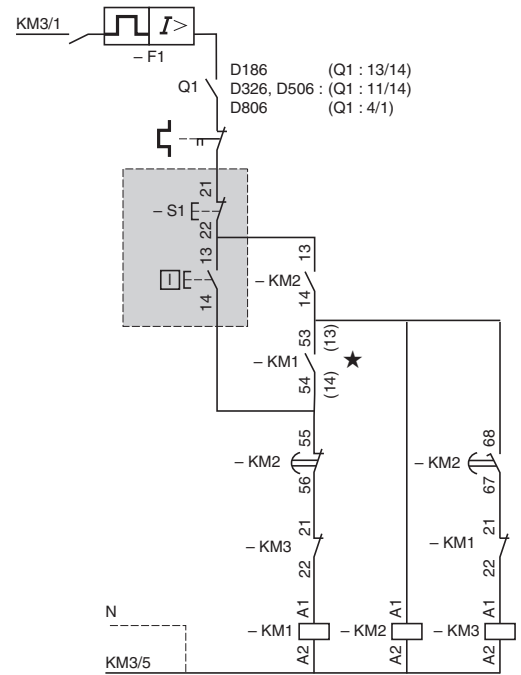 KM3/1
I>
– F1
Q1
D186 (Q1 : 13/14)
D326, D506 : (Q1 : 11/14)
D806 (Q1 : 4/1)
21
– S1
22
13
I
14
13
– KM2
14
53 (13)
– KM1
54 (14)
55
– KM2
56
68
– KM2
67
21
– KM3
22
21
– KM1
22
N
A1
– KM1
A2
A1
– KM2
A2
A1
– KM3
A2
KM3/5